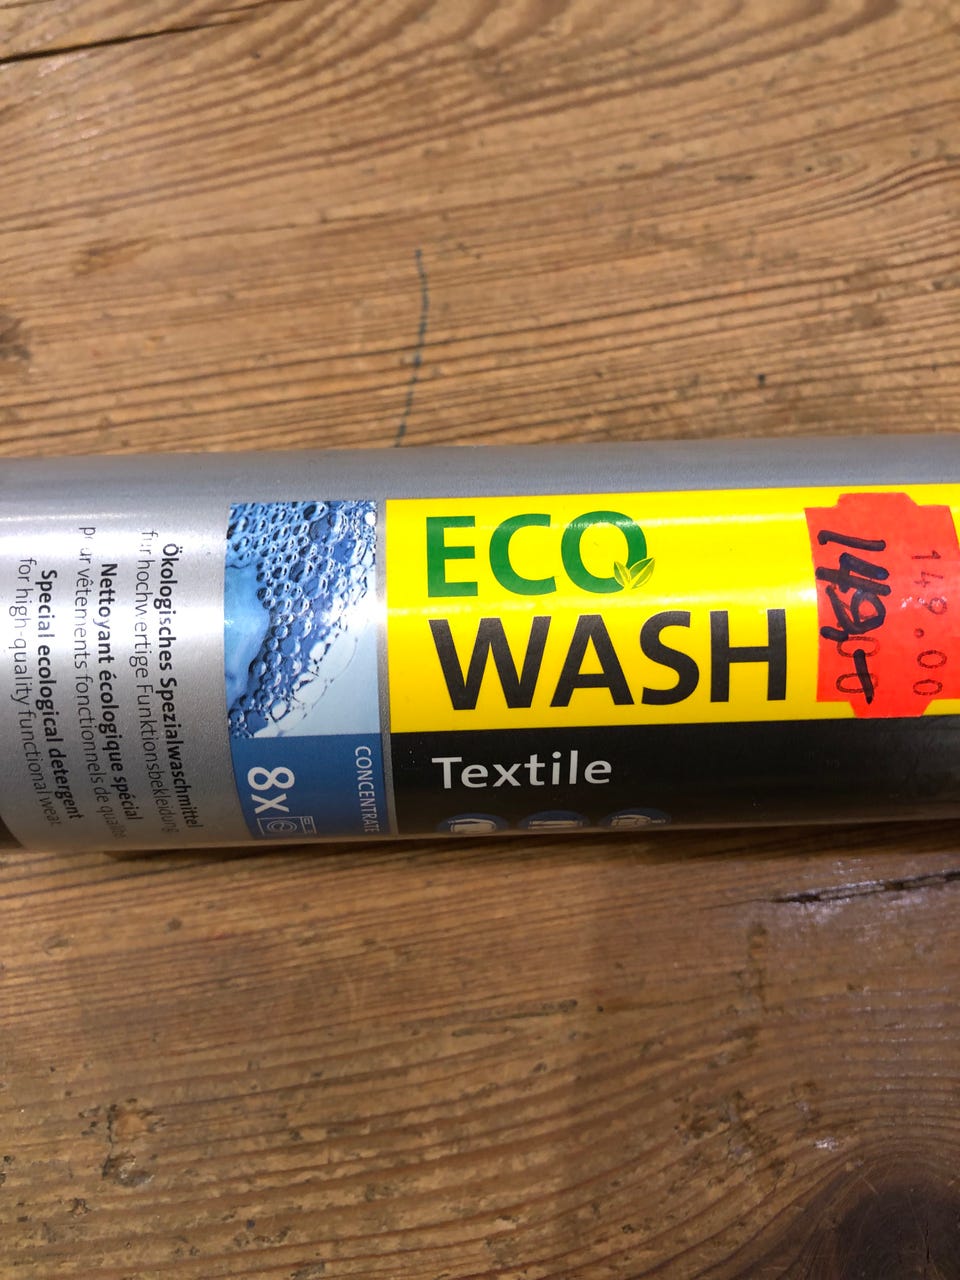 ECO
WASH
Textile
149,-
149.00
CONCENTRATE
8X
Ökologisches Spezialwaschmittel
für hochwertige Funktionsbekleidung
Nettoyant écologique spécial
pour vêtements fonctionnels de qualité
Special ecological detergent
for high-quality functional wear